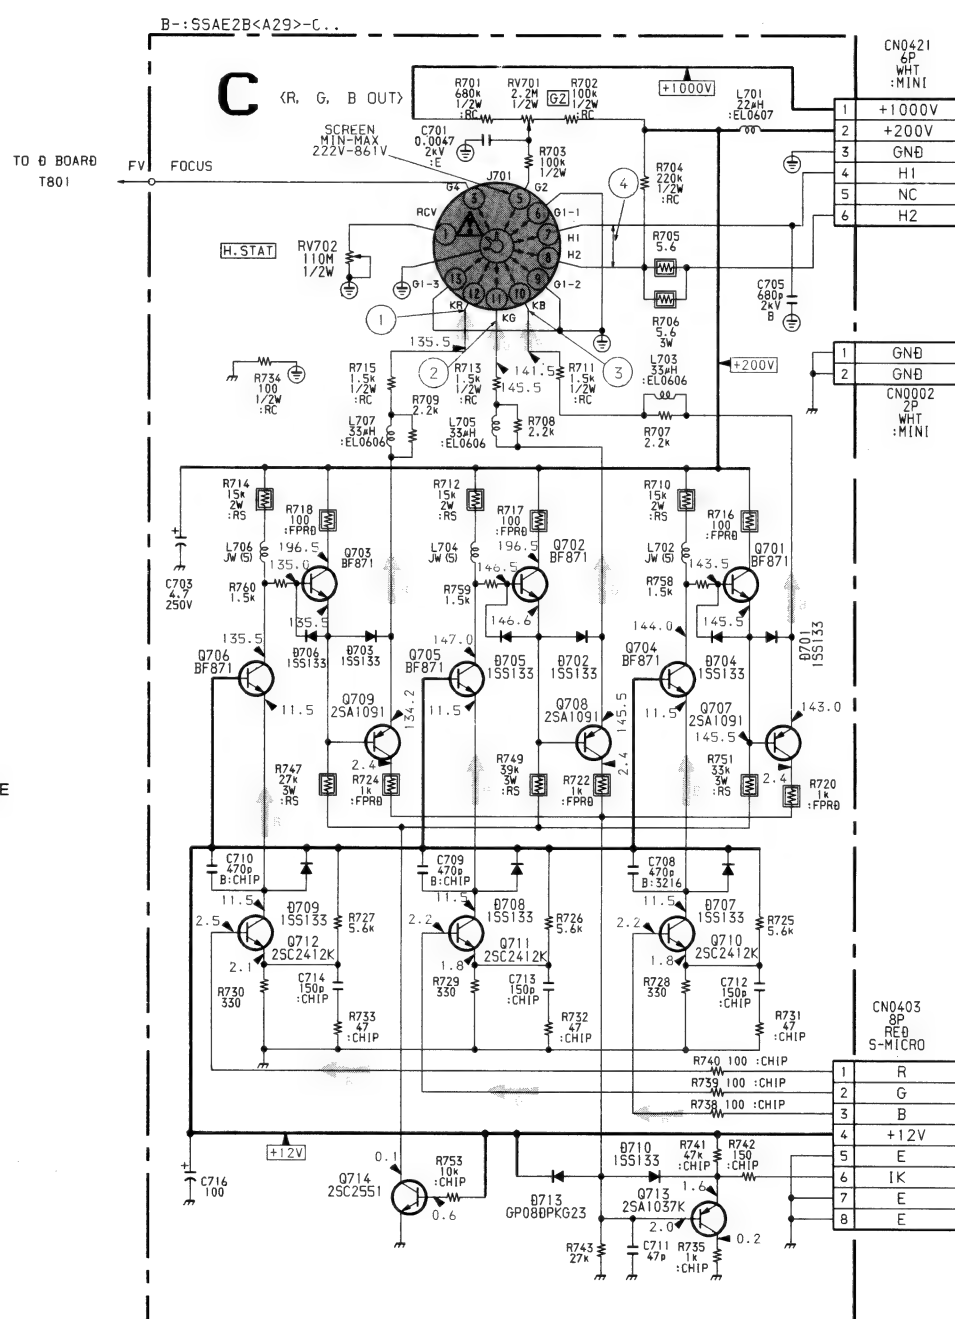 B-:SSAE2B<A29>-C..
C
(R, G, B OUT)
TO D BOARD
T801
FV
FOCUS
R701
680k
1/2W
:RC
RV701
2.2M
1/2W
G2
R702
100k
1/2W
:RC
+1000V
L701
22µH
:EL0607
CN0421
6P
WHT
:MINI
1 +1000V
2 +200V
3 GND
4 H1
5 NC
6 H2
SCREEN
MIN-MAX
222V-861V
C701
0.0047
2kV
:E
R703
100k
1/2W
R704
220k
1/2W
:RC
4
J701
G4
G2
G1-1
H1
H2
G1-2
G1-3
RCV
KR
KG
KB
1
3
5
6
7
8
9
10
11
12
13
H.STAT
RV702
110M
1/2W
R705
5.6
R706
5.6
3W
C705
680p
2kV
B
1
2
3
135.5
141.5
145.5
+200V
1 GND
2 GND
CN0002
2P
WHT
:MINI
R734
100
1/2W
:RC
R715
1.5k
1/2W
:RC
R709
2.2k
L707
33µH
:EL0606
R713
1.5k
1/2W
:RC
L705
33µH
:EL0606
R708
2.2k
R711
1.5k
1/2W
:RC
L703
33µH
:EL0606
R707
2.2k
R714
15k
2W
:RS
R718
100
:FPRD
R712
15k
2W
:RS
R717
100
:FPRD
R710
15k
2W
:RS
R716
100
:FPRD
C703
4.7
250V
L706
JW(5)
196.5
135.0
Q703
BF871
R760
1.5k
135.5
L704
JW(5)
196.5
146.5
Q702
BF871
R759
1.5k
146.6
L702
JW(5)
143.5
Q701
BF871
R758
1.5k
145.5
135.5
Q706
BF871
D706
1SS133
D703
1SS133
11.5
147.0
Q705
BF871
D705
1SS133
D702
1SS133
11.5
144.0
Q704
BF871
D704
1SS133
D701
1SS133
11.5
Q709
2SA1091
134.2
2.4
Q708
2SA1091
145.5
2.4
Q707
2SA1091
145.5
143.0
2.4
R747
27k
3W
:RS
R724
1k
:FPRD
R749
39k
3W
:RS
R722
1k
:FPRD
R751
33k
3W
:RS
R720
1k
:FPRD
E
C710
470p
B:CHIP
C709
470p
B:CHIP
C708
470p
B:3216
11.5
D709
1SS133
R727
5.6k
2.5
Q712
2SC2412K
2.1
11.5
D708
1SS133
R726
5.6k
2.2
Q711
2SC2412K
1.8
11.5
D707
1SS133
R725
5.6k
2.2
Q710
2SC2412K
1.8
R730
330
C714
150p
:CHIP
R733
47
:CHIP
R729
330
C713
150p
:CHIP
R732
47
:CHIP
R728
330
C712
150p
:CHIP
R731
47
:CHIP
CN0403
8P
RED
S-MICRO
R740 100 :CHIP
R739 100 :CHIP
R738 100 :CHIP
1 R
2 G
3 B
4 +12V
5 E
6 IK
7 E
8 E
+12V
C716
100
0.1
Q714
2SC2551
R753
10k
:CHIP
0.6
D713
GP08DPKG23
D710
1SS133
R741
47k
:CHIP
R742
150
:CHIP
1.6
Q713
2SA1037K
2.0
0.2
R743
27k
C711
47p
R735
1k
:CHIP